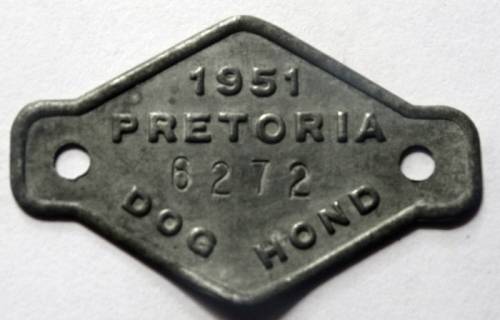 1951
PRETORIA
6272
DOG HOND